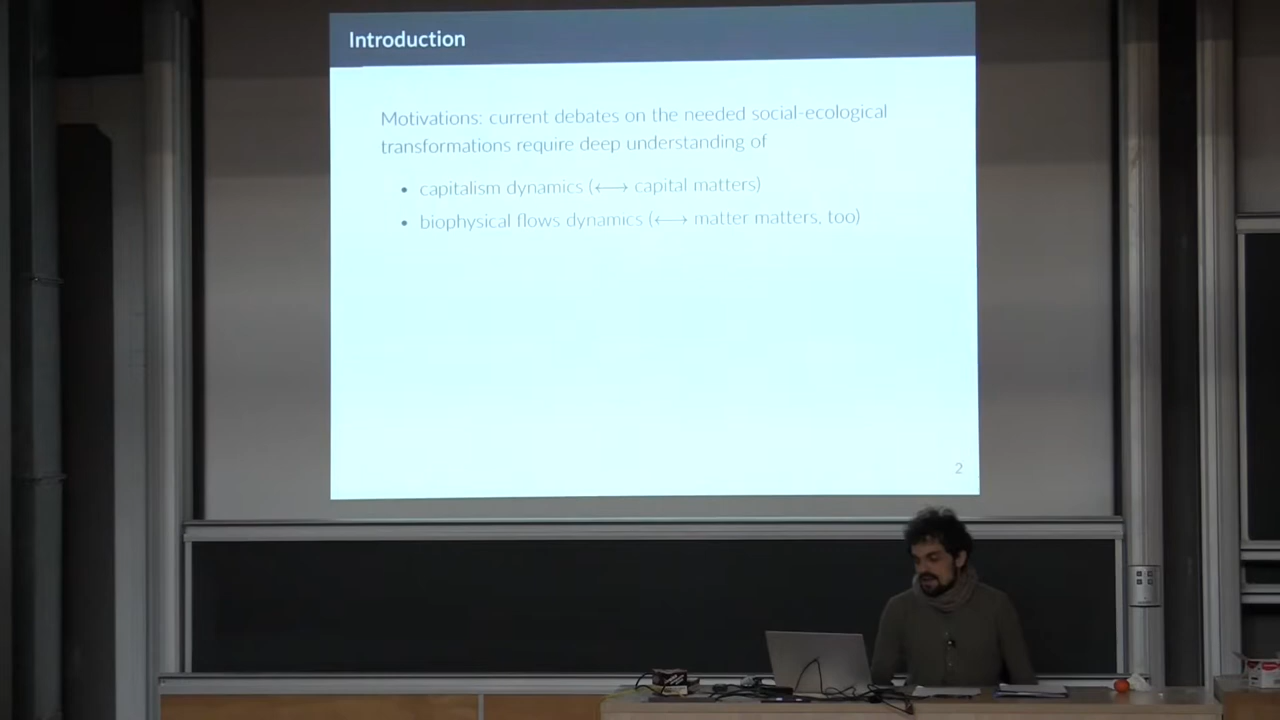 Introduction
Motivations: current debates on the needed social-ecological
transformations require deep understanding of
• capitalism dynamics (⟷ capital matters)
• biophysical flows dynamics (⟷ matter matters, too)
2